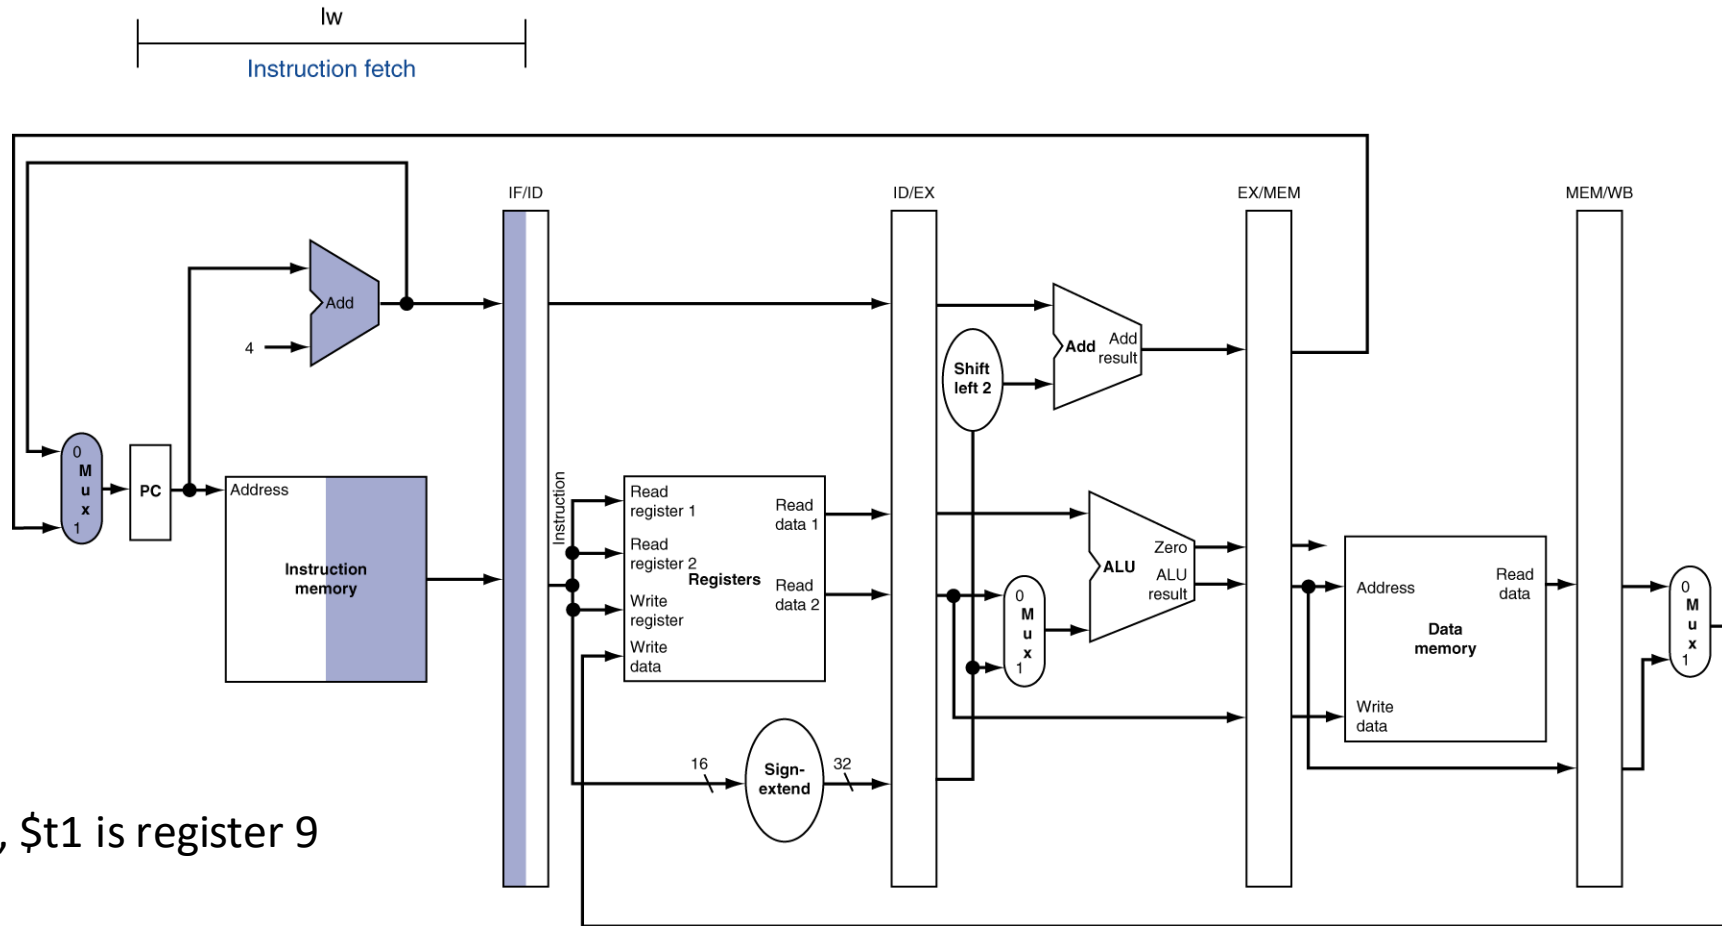 lw
Instruction fetch
IF/ID
ID/EX
EX/MEM
MEM/WB
Add
4
Add
Add
result
Shift
left 2
0
M
u
x
1
PC
Address
Instruction
memory
Instruction
Read
register 1
Read
register 2
Write
register
Write
data
Registers
Read
data 1
Read
data 2
0
M
u
x
1
ALU
Zero
ALU
result
Address
Write
data
Data
memory
Read
data
0
M
u
x
1
16
Sign-
extend
32
, $t1 is register 9